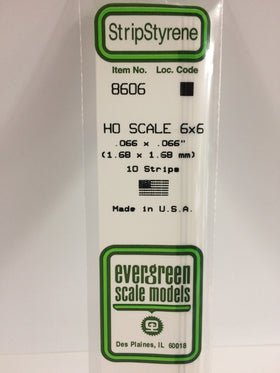 StripStyrene
Item No. Loc. Code
8606
HO SCALE 6x6
.066 x .066"
(1.68 x 1.68 mm)
10 Strips
Made in U.S.A.
evergreen
scale models
Des Plaines, IL 60018